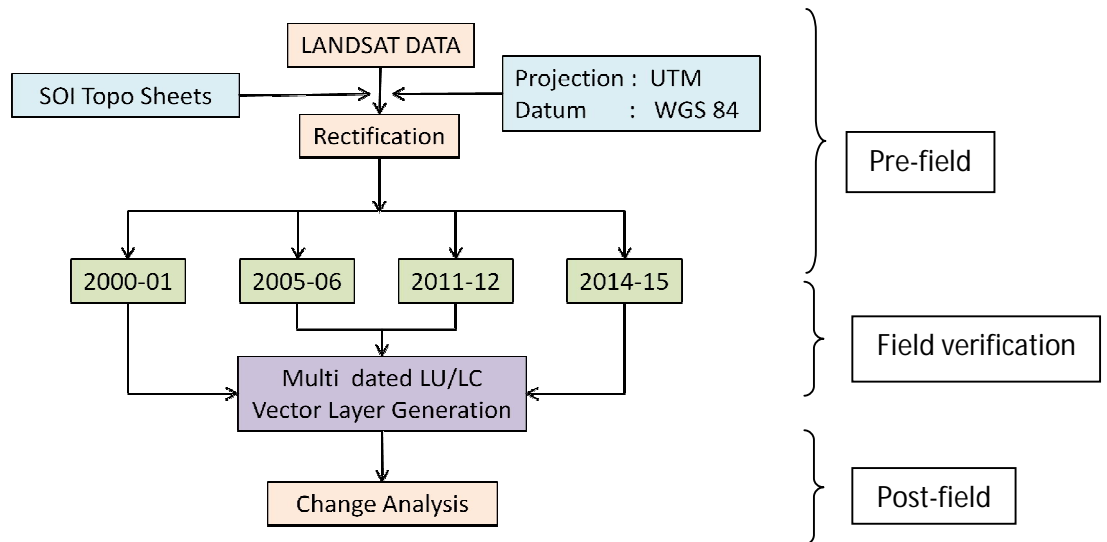 LANDSAT DATA
SOI Topo Sheets
Projection : UTM
Datum : WGS 84
Rectification
Pre-field
2000-01
2005-06
2011-12
2014-15
Field verification
Multi dated LU/LC
Vector Layer Generation
Change Analysis
Post-field